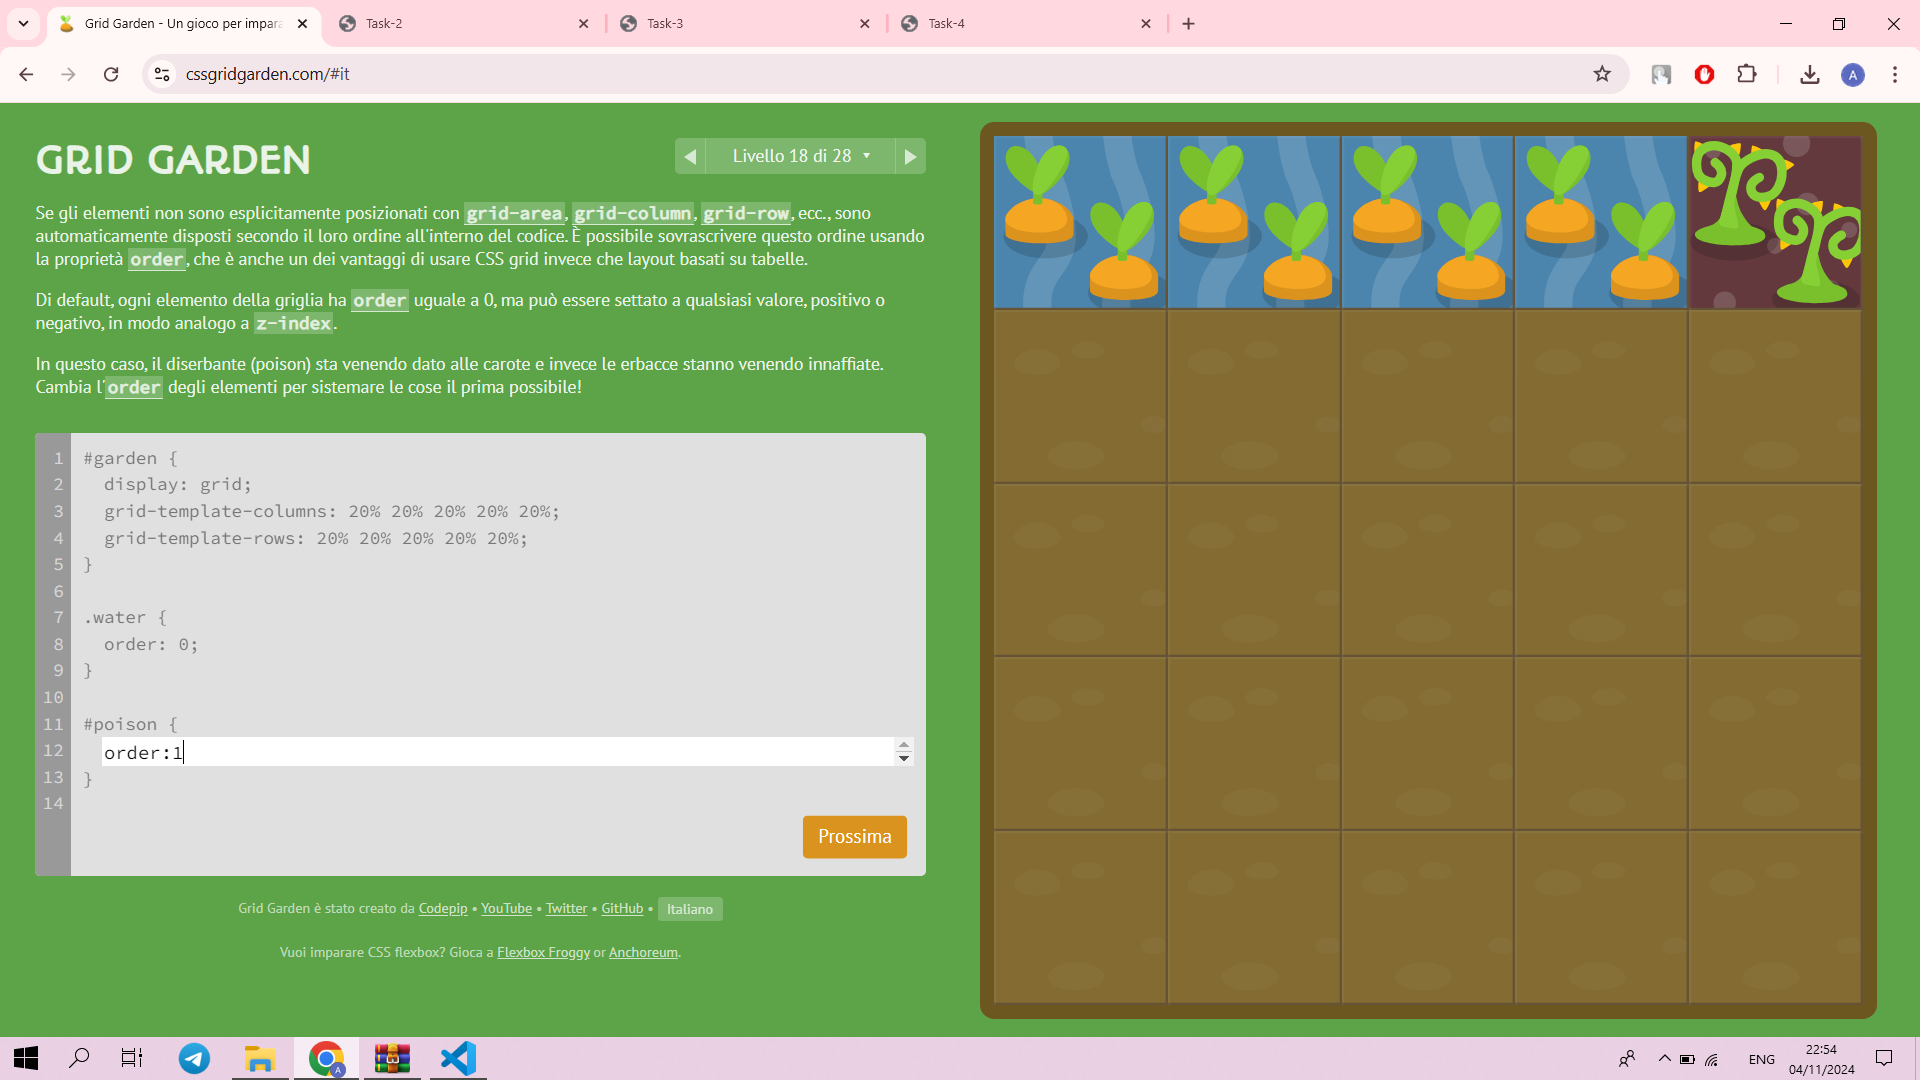 Grid Garden - Un gioco per impara
Task-2
Task-3
Task-4
cssgridgarden.com/#it
A
GRID GARDEN
Livello 18 di 28
Se gli elementi non sono esplicitamente posizionati con grid-area, grid-column, grid-row, ecc., sono
automaticamente disposti secondo il loro ordine all'interno del codice. È possibile sovrascrivere questo ordine usando
la proprietà order, che è anche un dei vantaggi di usare CSS grid invece che layout basati su tabelle.
Di default, ogni elemento della griglia ha order uguale a 0, ma può essere settato a qualsiasi valore, positivo o
negativo, in modo analogo a z-index.
In questo caso, il diserbante (poison) sta venendo dato alle carote e invece le erbacce stanno venendo innaffiate.
Cambia l'order degli elementi per sistemare le cose il prima possibile!
1 #garden {
2 display: grid;
3 grid-template-columns: 20% 20% 20% 20% 20%;
4 grid-template-rows: 20% 20% 20% 20% 20%;
5 }
6
7 .water {
8 order: 0;
9 }
10
11 #poison {
12 order:1
13 }
14
Prossima
Grid Garden è stato creato da Codepip • YouTube • Twitter • GitHub • Italiano
Vuoi imparare CSS flexbox? Gioca a Flexbox Froggy or Anchoreum.
A
ENG
22:54
04/11/2024